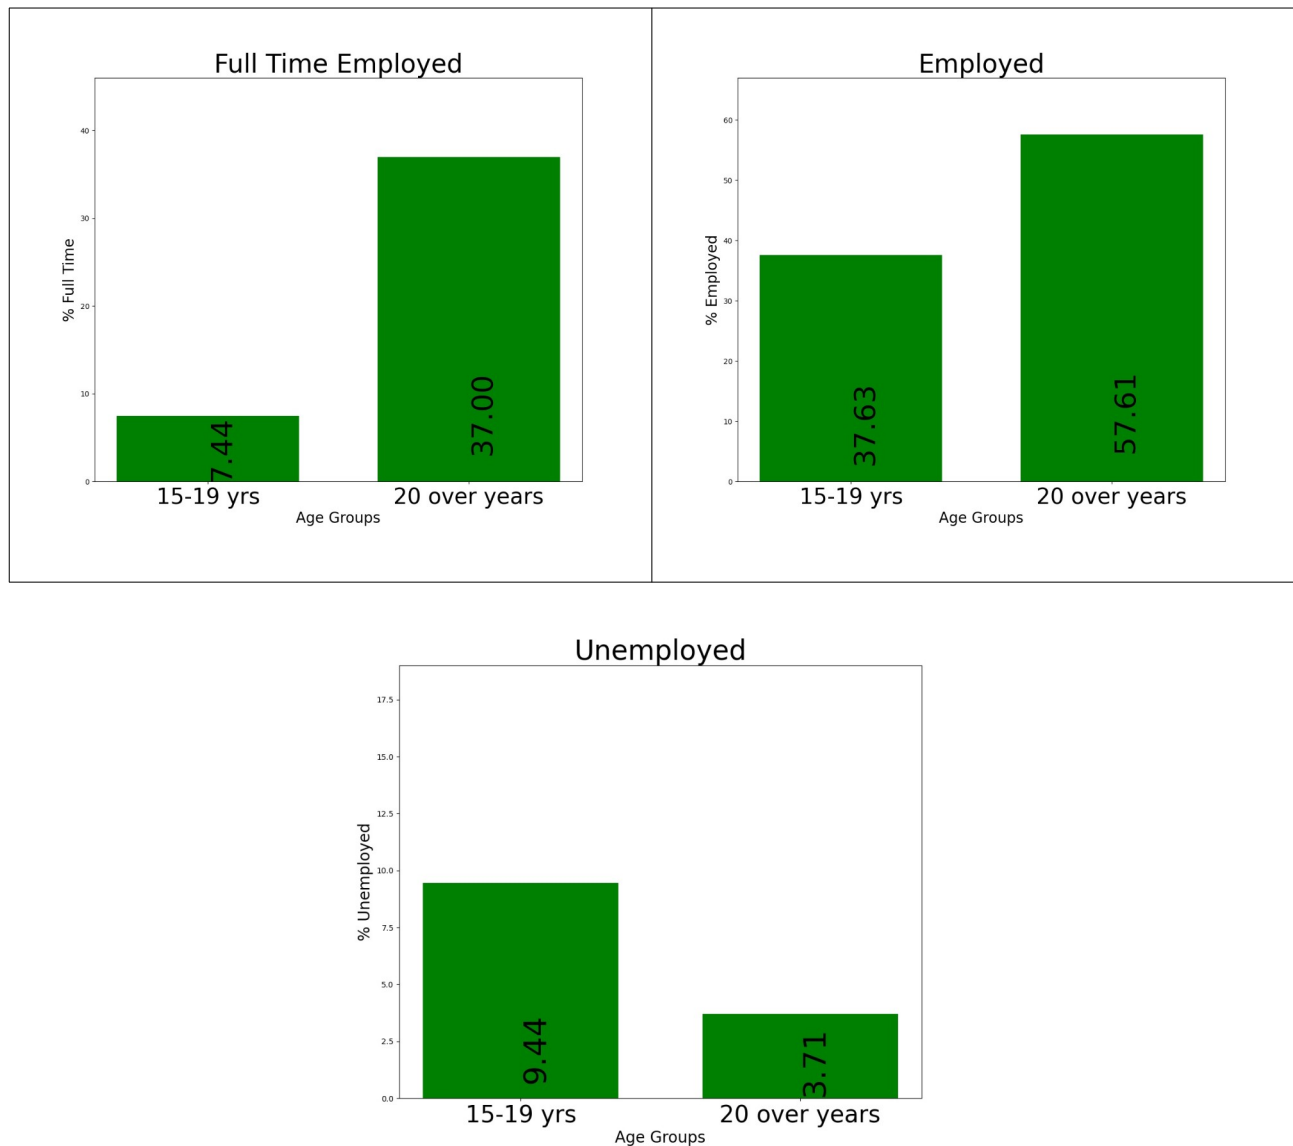 Full Time Employed
% Full Time
40
30
20
10
0
7.44
37.00
15-19 yrs
20 over years
Age Groups
Employed
% Employed
60
50
40
30
20
10
0
37.63
57.61
15-19 yrs
20 over years
Age Groups
Unemployed
% Unemployed
17.5
15.0
12.5
10.0
7.5
5.0
2.5
0.0
9.44
3.71
15-19 yrs
20 over years
Age Groups